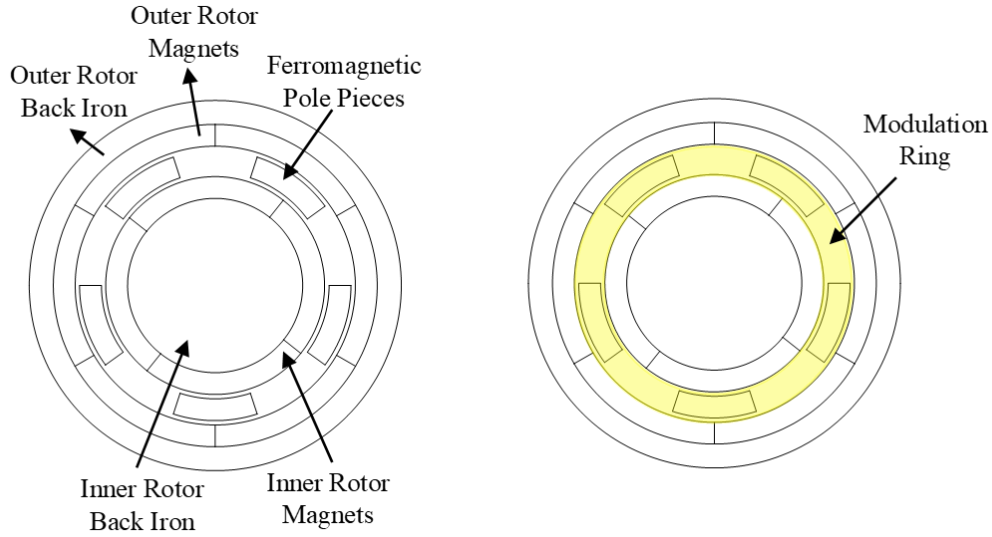 Outer Rotor
Magnets
Outer Rotor
Back Iron
Ferromagnetic
Pole Pieces
Modulation
Ring
Inner Rotor
Back Iron
Inner Rotor
Magnets